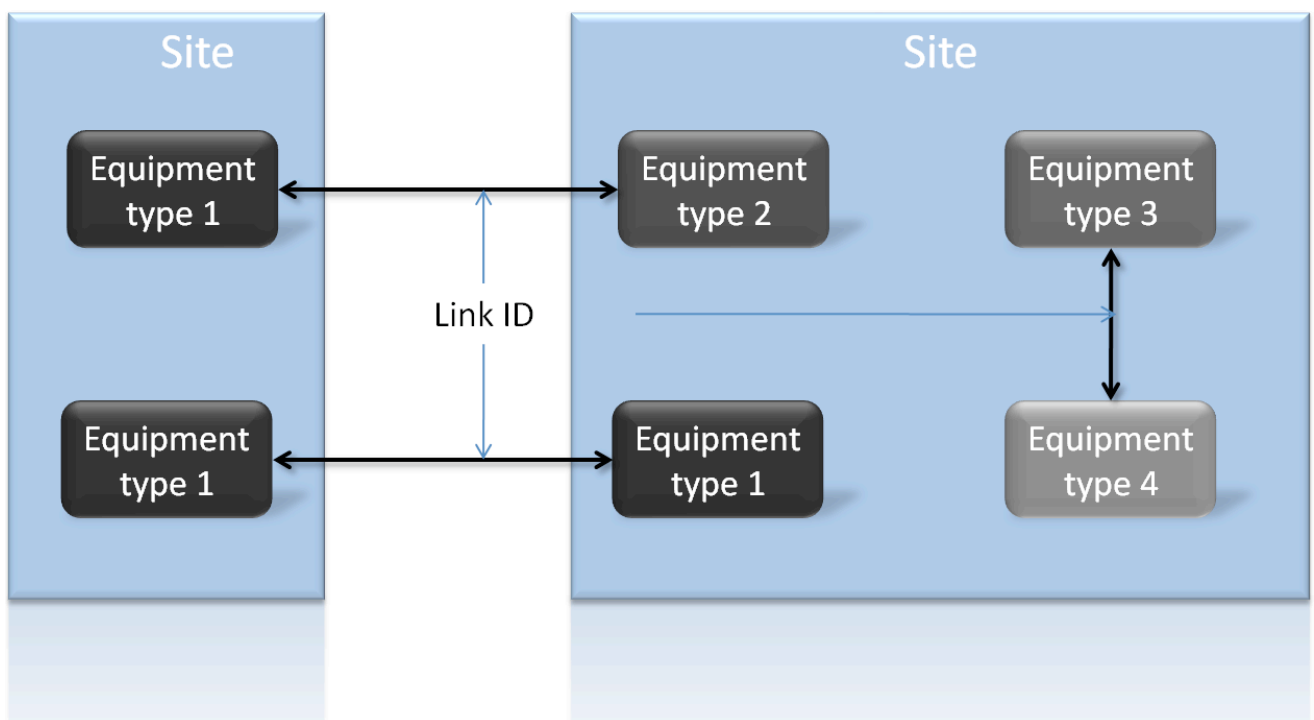 Site
Site
Equipment
type 1
Equipment
type 2
Equipment
type 3
Link ID
Equipment
type 1
Equipment
type 1
Equipment
type 4